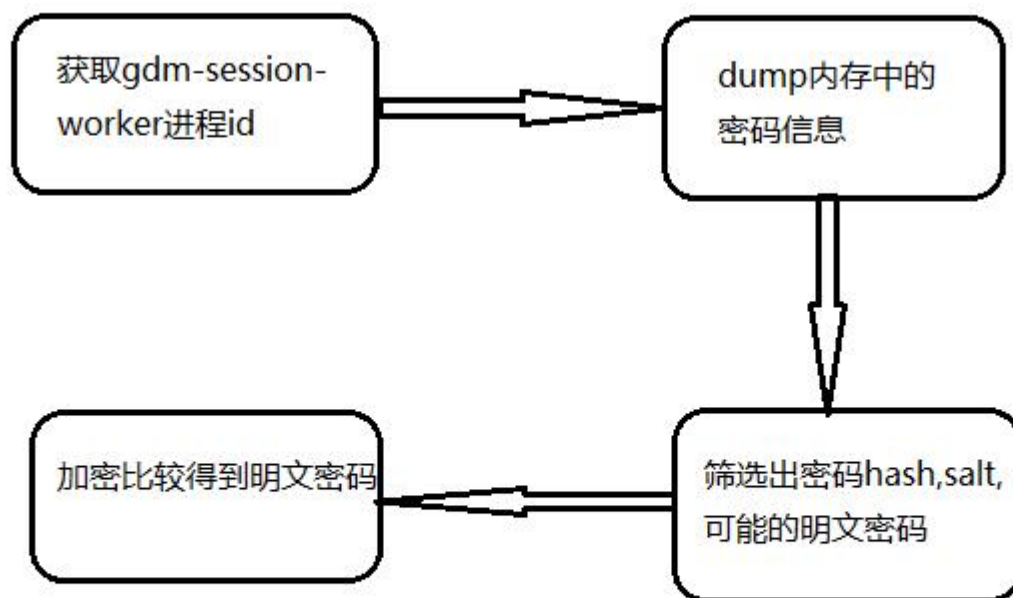 获取gdm-session-
worker进程id
dump内存中的
密码信息
筛选出密码hash,salt,
可能的明文密码
加密比较得到明文密码